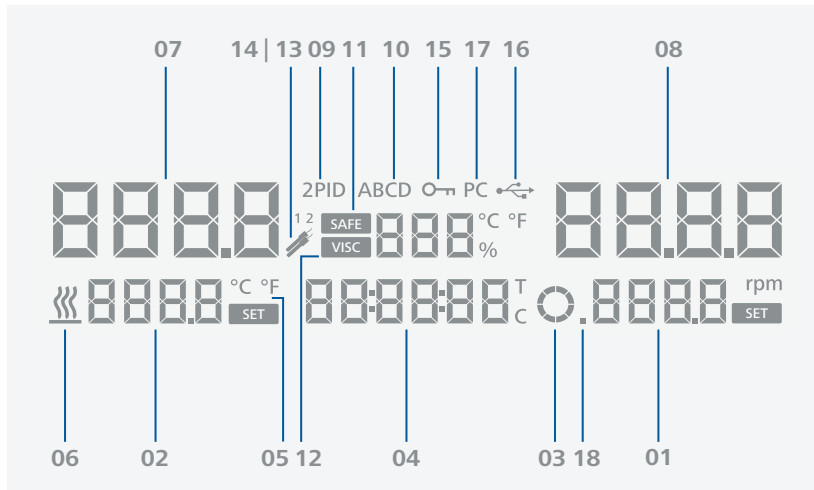 07 14 | 13 09 11 10 15 17 16 08
2PID ABCD PC
888.8 1 2 SAFE 888 °C °F 88.8.8
VISC %
888.8 °C °F 88:88:88 T . 888.8 rpm
SET C SET
06 02 05 12 04 03 18 01